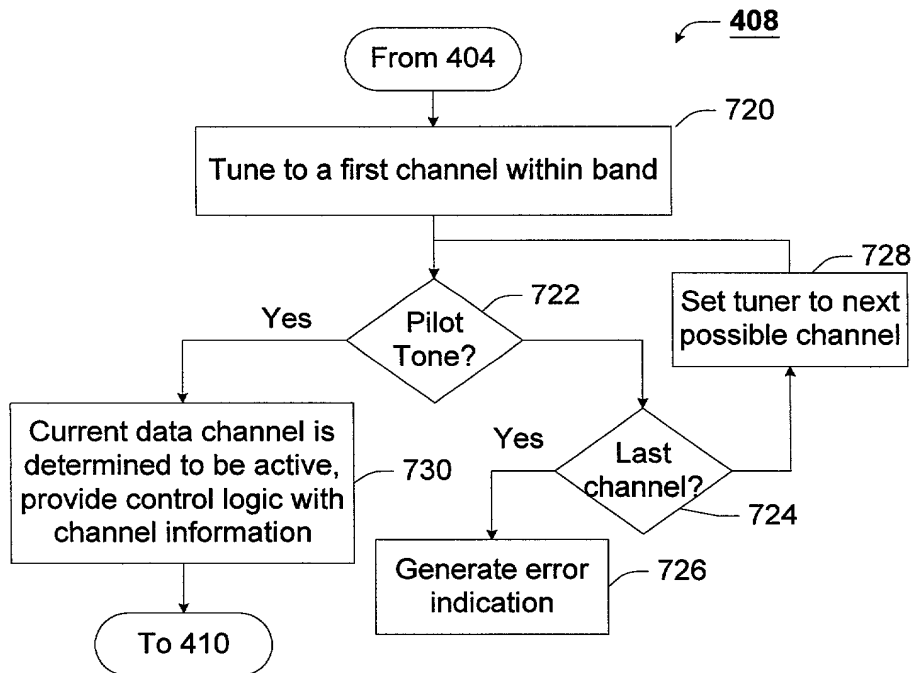 408
From 404
720
Tune to a first channel within band
728
Set tuner to next
possible channel
722
Yes
Pilot
Tone?
Current data channel is
determined to be active,
provide control logic with
channel information
730
Yes
Last
channel?
724
Generate error
indication
726
To 410